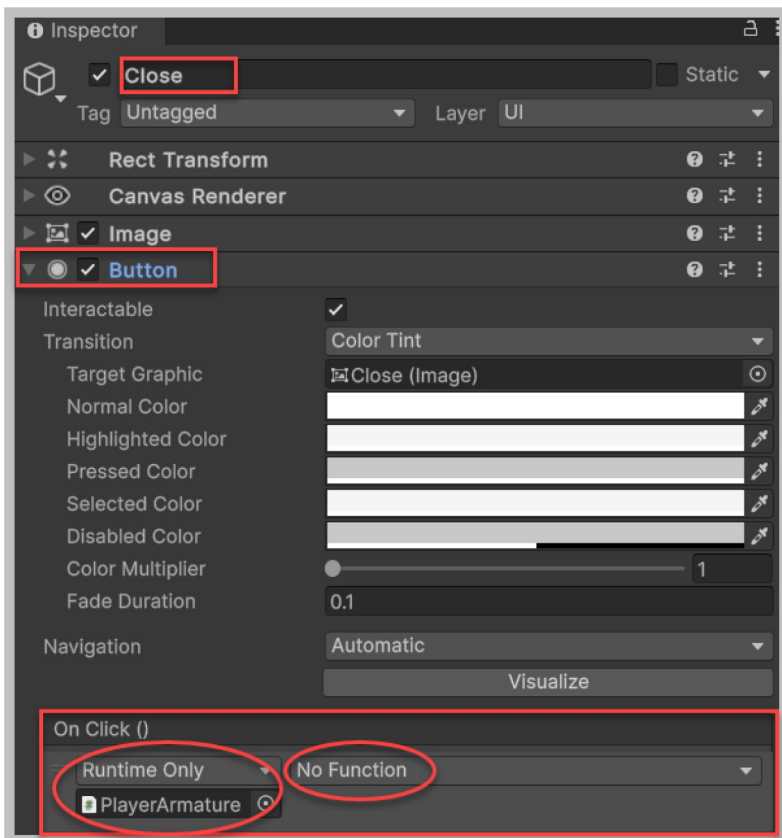 Inspector
Close
Static
Tag Untagged Layer UI
Rect Transform
Canvas Renderer
Image
Button
Interactable
Transition Color Tint
Target Graphic Close (Image)
Normal Color
Highlighted Color
Pressed Color
Selected Color
Disabled Color
Color Multiplier 1
Fade Duration 0.1
Navigation Automatic
Visualize
On Click ()
Runtime Only No Function
PlayerArmature